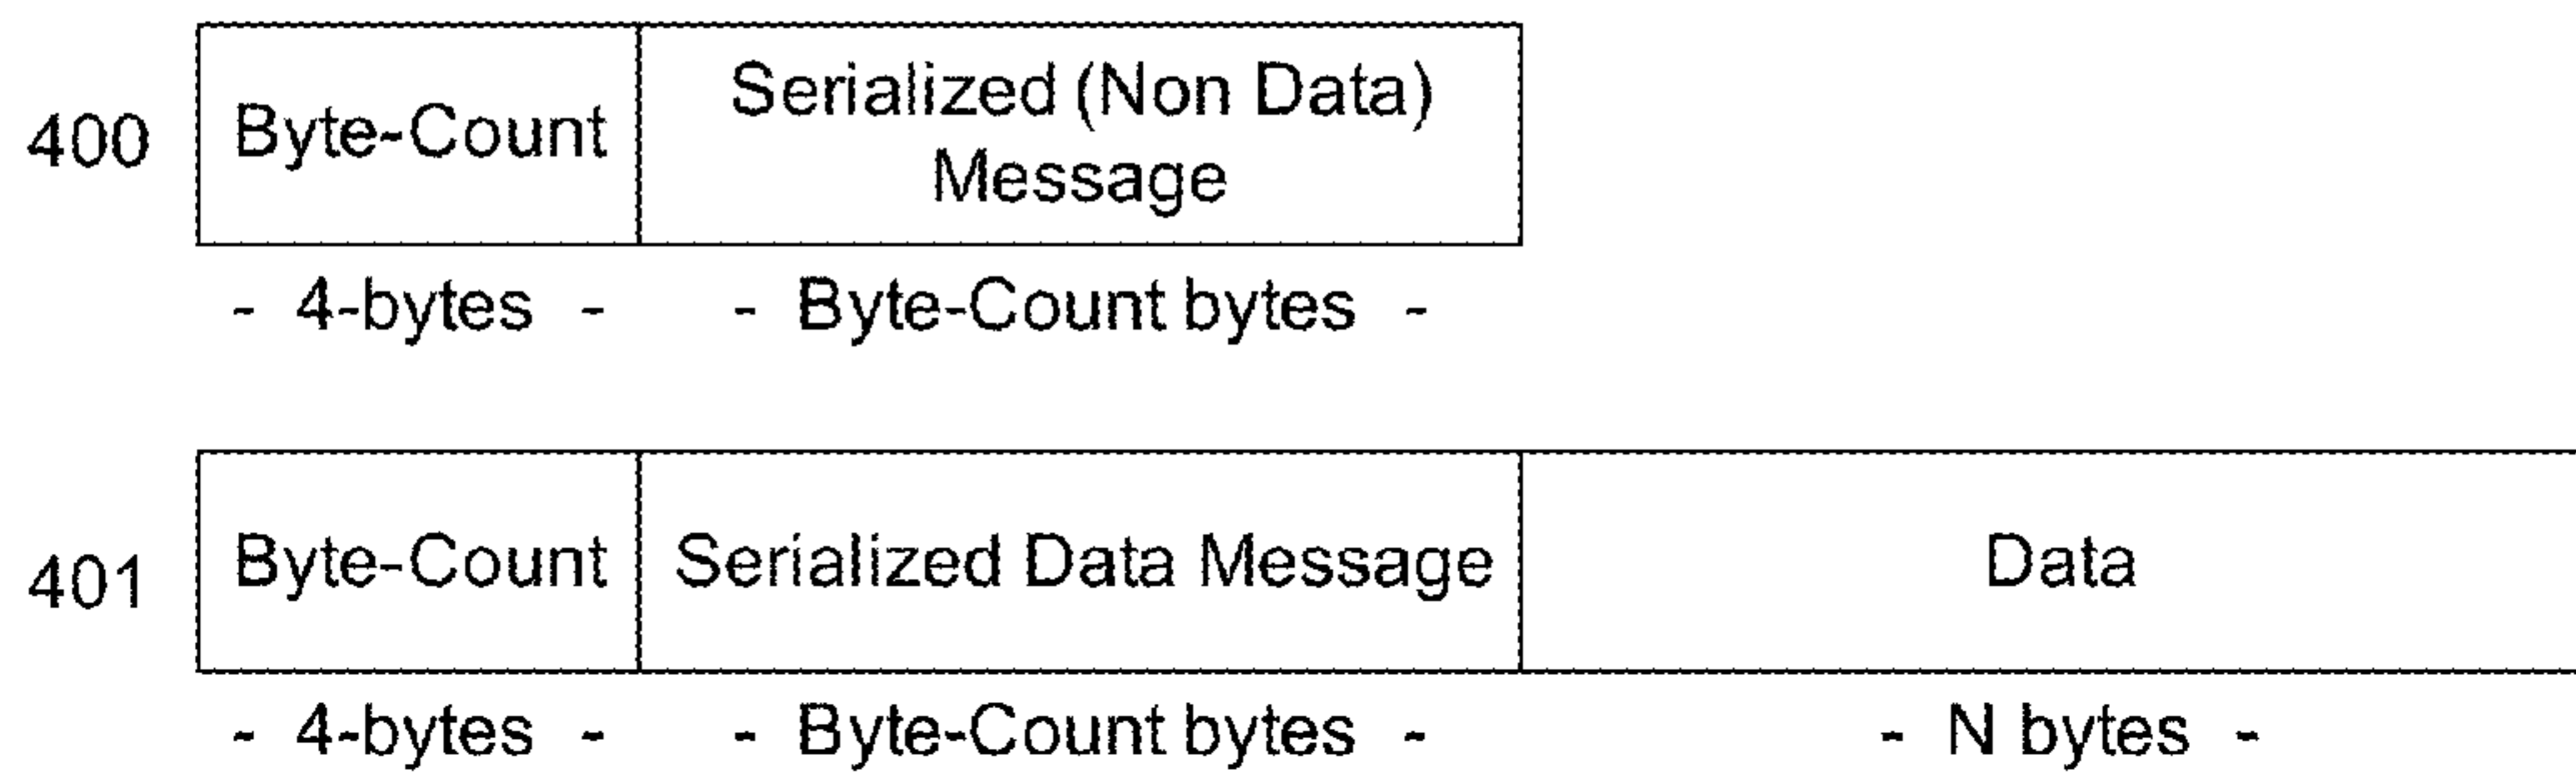 400 Byte-Count Serialized (Non Data)
Message
- 4-bytes - - Byte-Count bytes -
401 Byte-Count Serialized Data Message Data
- 4-bytes - - Byte-Count bytes - - N bytes -